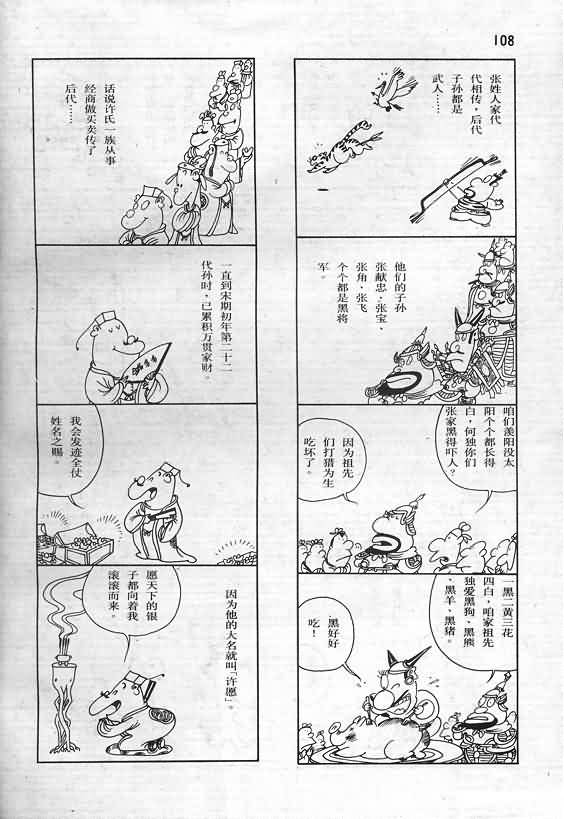 108
张姓人家代
代相传，后代
子孙都是
武人……
他们的子孙
张献忠·张宝、
张角·张飞
个个都是黑将
军。
咱们羡阳没太
阳个个都长得
白，何独你们
张家黑得吓人？
因为祖先
们打猎为生
吃坏了。
一黑二黄三花
四白，咱家祖先
独爱黑狗、黑熊
、黑羊、黑猪。
黑好好
吃！
话说许氏一族从事
经商做买卖传了
后代……
一直到宋期初年第二十二
代孙时，已累积万贯家财。
我会发迹全仗
姓名之赐。
因为他的大名就叫「许愿」。
愿天下的银
子都向着我
滚滚而来。